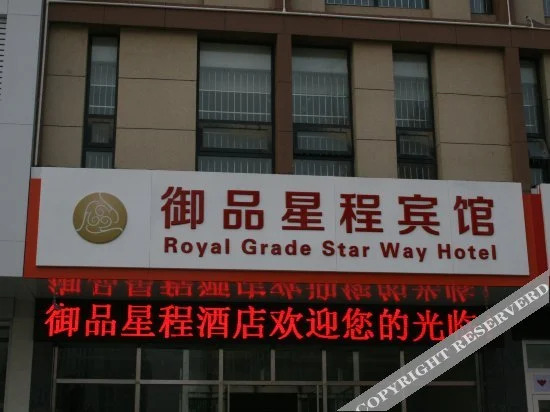 御品星程宾馆
Royal Grade Star Way Hotel
御品星程酒店欢迎您的光临
COPYRIGHT RESERVERD